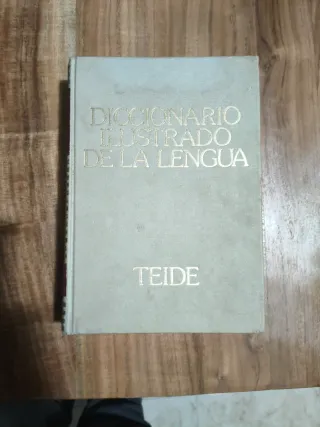 DICCIONARIO
ILUSTRADO
DE LA LENGUA
TEIDE